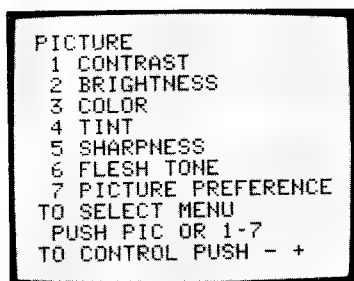 PICTURE
1 CONTRAST
2 BRIGHTNESS
3 COLOR
4 TINT
5 SHARPNESS
6 FLESH TONE
7 PICTURE PREFERENCE
TO SELECT MENU
PUSH PIC OR 1-7
TO CONTROL PUSH - +